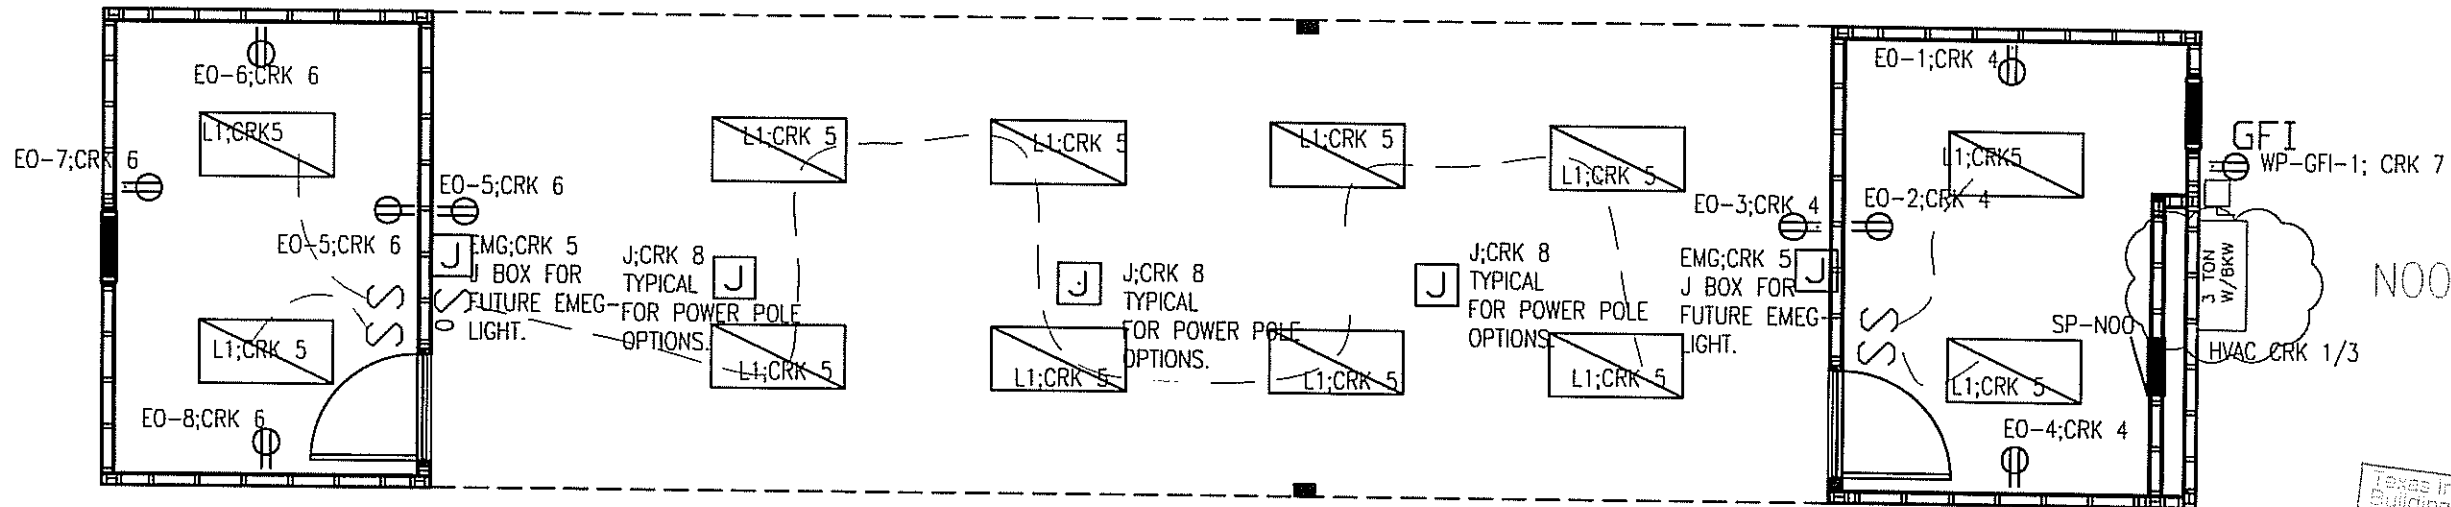 EO-6;CRK 6
L1;CRK5
EO-7;CRK 6
EO-5;CRK 6
EO-5;CRK 6
L1;CRK 5
EO-8;CRK 6
J
EMG;CRK 5
J BOX FOR
FUTURE EMEG-
LIGHT.
S
S
S
J;CRK 8
TYPICAL
FOR POWER POLE
OPTIONS.
J
L1;CRK 5
L1;CRK 5
L1;CRK 5
L1;CRK 5
L1;CRK 5
L1;CRK 5
L1;CRK 5
L1;CRK 5
J
J;CRK 8
TYPICAL
FOR POWER POLE
OPTIONS.
J
J;CRK 8
TYPICAL
FOR POWER POLE
OPTIONS.
EMG;CRK 5
J BOX FOR
FUTURE EMEG-
LIGHT.
J
EO-1;CRK 4
L1;CRK5
EO-3;CRK 4
EO-2;CRK 4
S
S
L1;CRK 5
EO-4;CRK 4
SP-NOO
GFI
WP-GFI-1; CRK 7
3 TON
W/6KW
HVAC CRK 1/3
NOO
Texas
Building